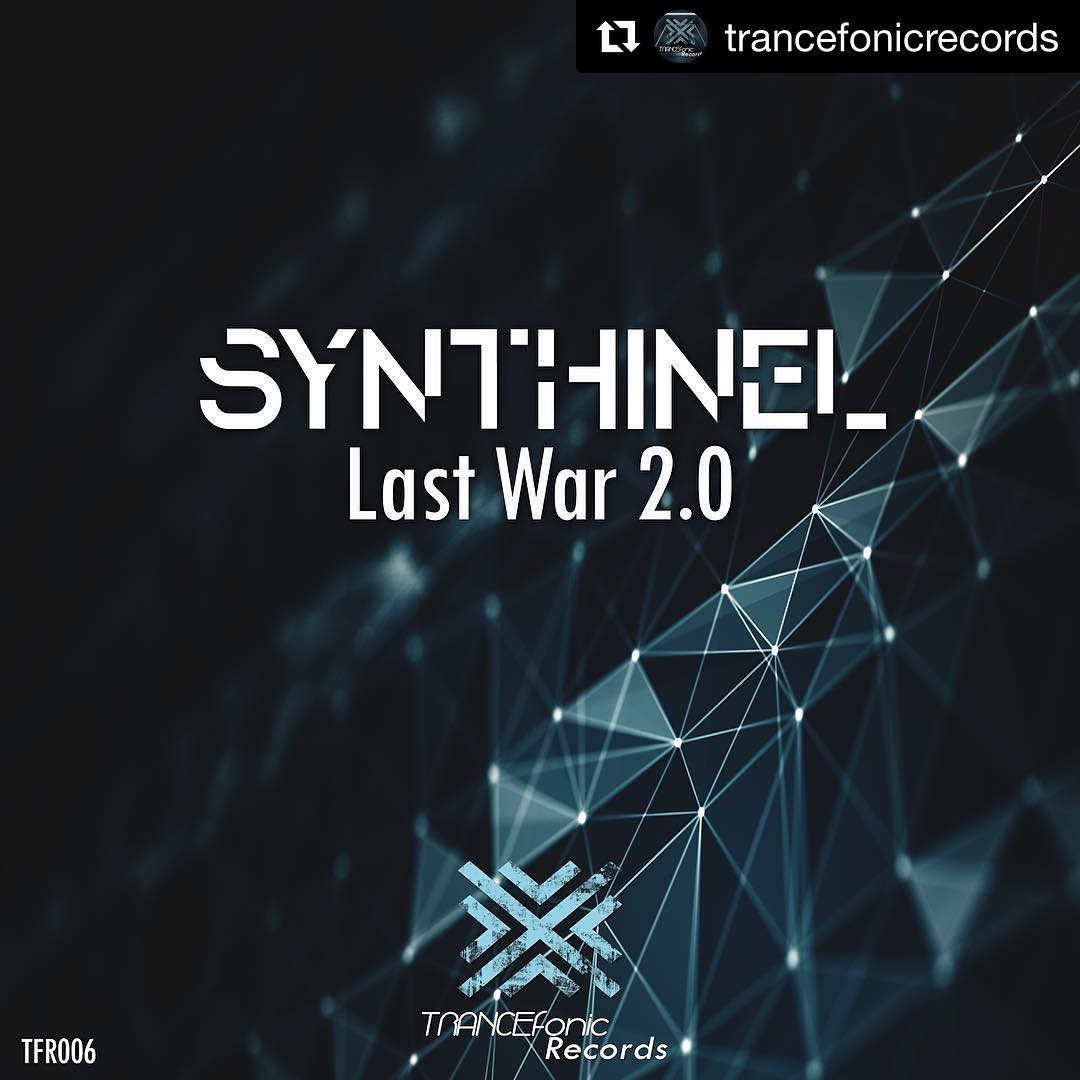 trancefonicrecords
SYNTHINEL
Last War 2.0
TRANCEFonic
Records
TFR006